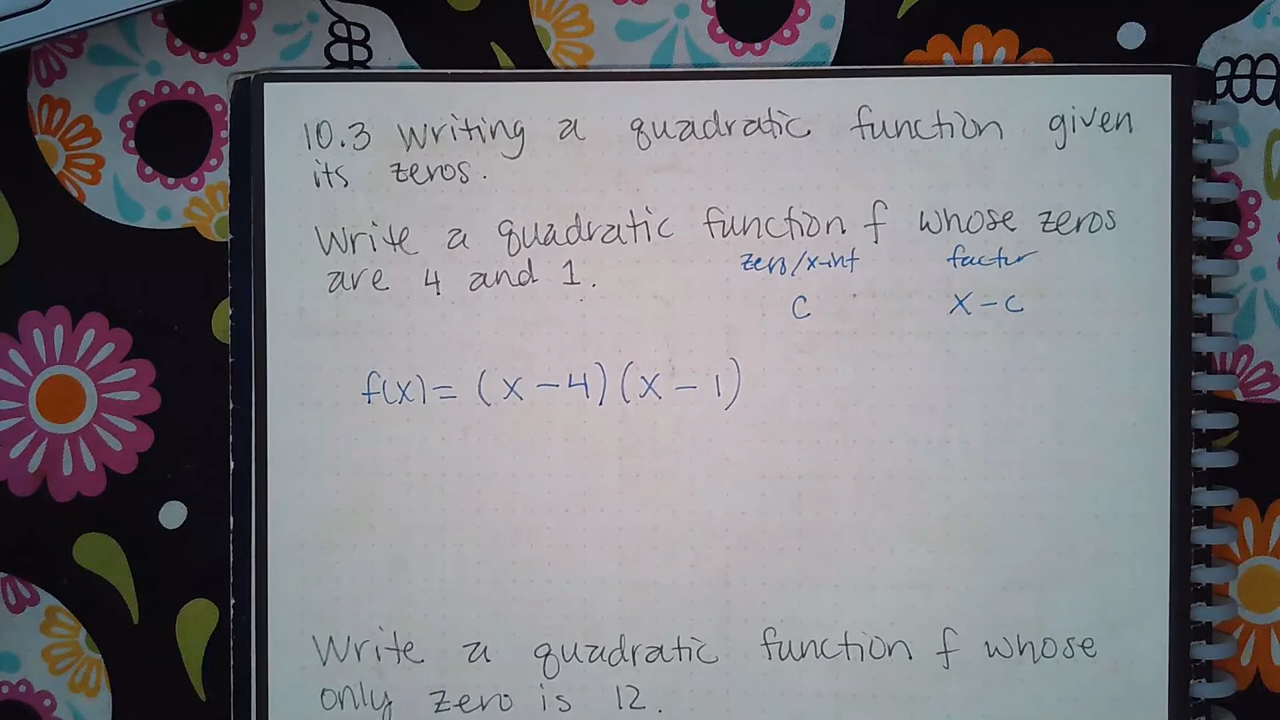 10.3 Writing a quadratic function given
its zeros.
Write a quadratic function f whose zeros
are 4 and 1.
zero/x-int factor
C X-C
f(x) = (x-4)(x-1)
Write a quadratic function f whose
only zero is 12.